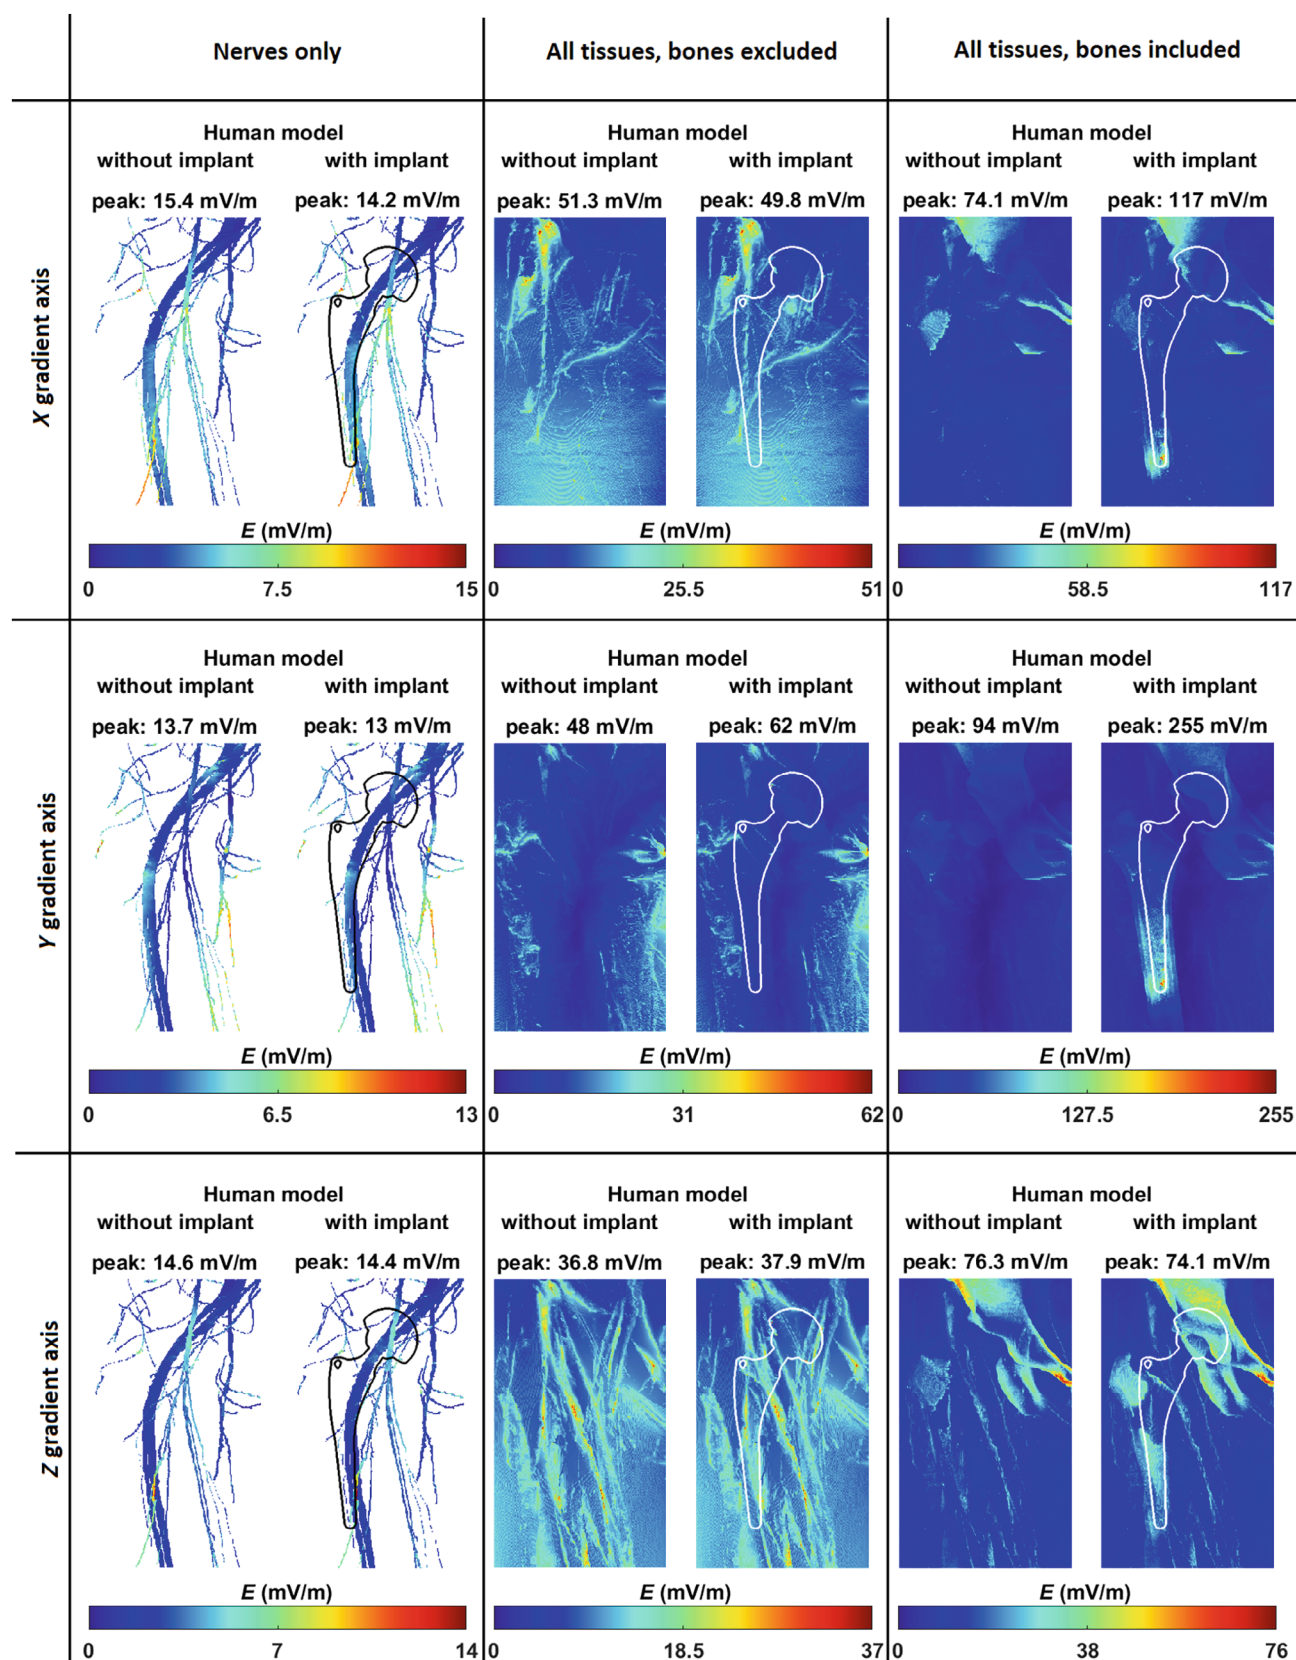 Nerves only
All tissues, bones excluded
All tissues, bones included
X gradient axis
Human model
without implant with implant
peak: 15.4 mV/m peak: 14.2 mV/m
E (mV/m)
0 7.5 15
Human model
without implant with implant
peak: 51.3 mV/m peak: 49.8 mV/m
E (mV/m)
0 25.5 51
Human model
without implant with implant
peak: 74.1 mV/m peak: 117 mV/m
E (mV/m)
0 58.5 117
Y gradient axis
Human model
without implant with implant
peak: 13.7 mV/m peak: 13 mV/m
E (mV/m)
0 6.5 13
Human model
without implant with implant
peak: 48 mV/m peak: 62 mV/m
E (mV/m)
0 31 62
Human model
without implant with implant
peak: 94 mV/m peak: 255 mV/m
E (mV/m)
0 127.5 255
Z gradient axis
Human model
without implant with implant
peak: 14.6 mV/m peak: 14.4 mV/m
E (mV/m)
0 7 14
Human model
without implant with implant
peak: 36.8 mV/m peak: 37.9 mV/m
E (mV/m)
0 18.5 37
Human model
without implant with implant
peak: 76.3 mV/m peak: 74.1 mV/m
E (mV/m)
0 38 76